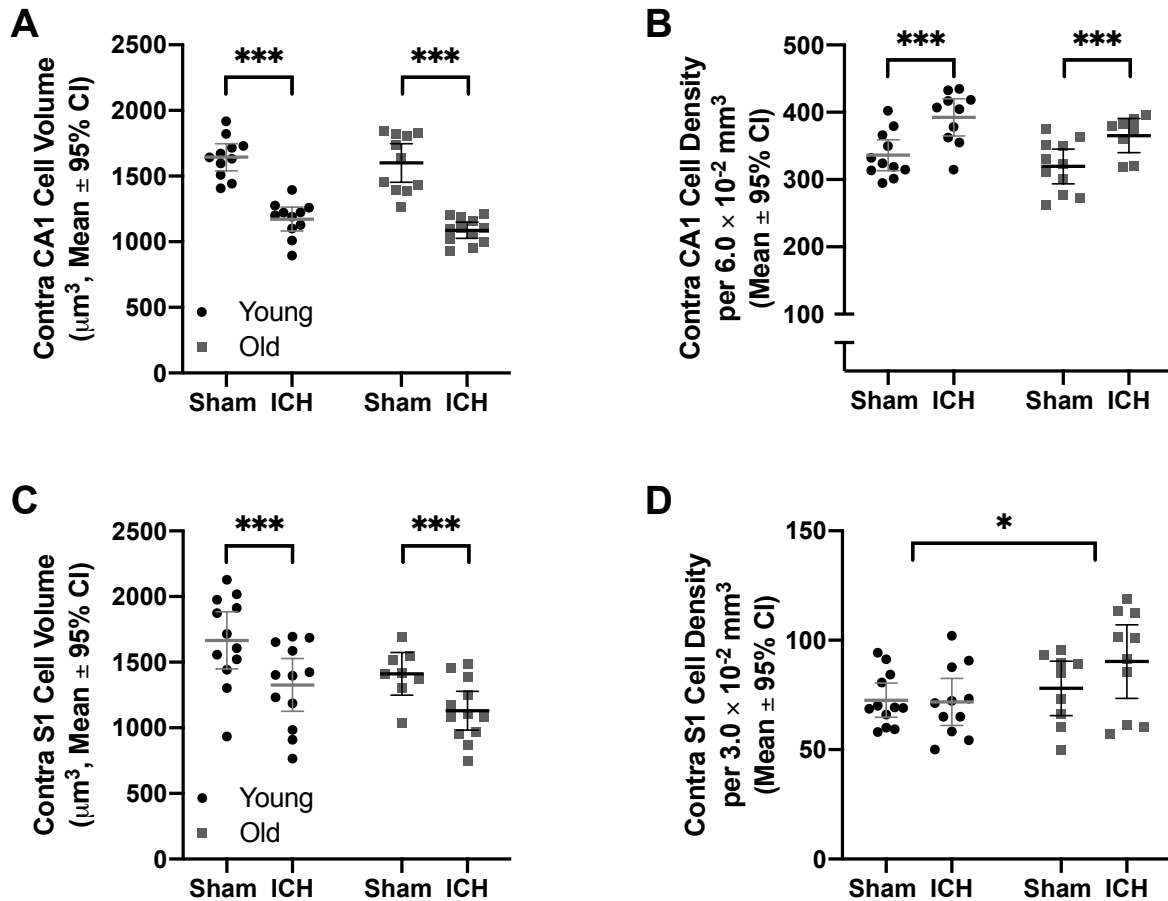 A
Contra CA1 Cell Volume
(μm³, Mean ± 95% CI)
2500
2000
1500
1000
500
0
***
***
Young
Old
Sham ICH Sham ICH
B
Contra CA1 Cell Density
per 6.0 × 10⁻² mm³
(Mean ± 95% CI)
500
400
300
200
100
***
***
Sham ICH Sham ICH
C
Contra S1 Cell Volume
(μm³, Mean ± 95% CI)
2500
2000
1500
1000
500
0
***
***
Young
Old
Sham ICH Sham ICH
D
Contra S1 Cell Density
per 3.0 × 10⁻² mm³
(Mean ± 95% CI)
150
100
50
0
*
Sham ICH Sham ICH